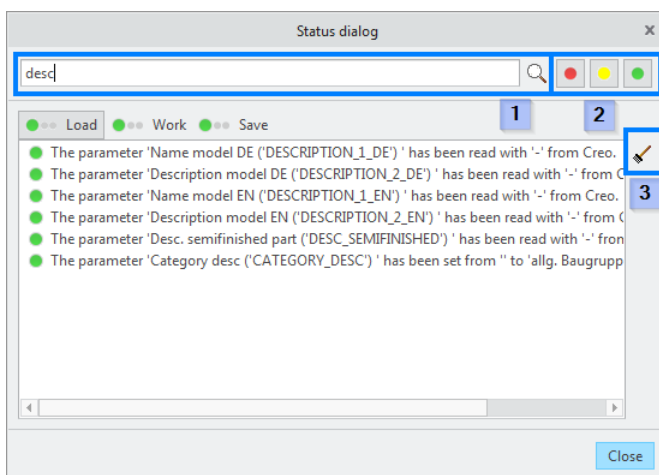 Status dialog
desc
1
2
Load Work Save
The parameter 'Name model DE ('DESCRIPTION_1_DE') ' has been read with '-' from Creo.
The parameter 'Description model DE ('DESCRIPTION_2_DE') ' has been read with '-' from C
The parameter 'Name model EN ('DESCRIPTION_1_EN') ' has been read with '-' from Creo.
3
The parameter 'Description model EN ('DESCRIPTION_2_EN') ' has been read with '-' from C
The parameter 'Desc. semifinished part ('DESC_SEMIFINISHED') ' has been read with '-' fron
The parameter 'Category desc ('CATEGORY_DESC') ' has been set from '' to 'allg. Baugrupp
Close